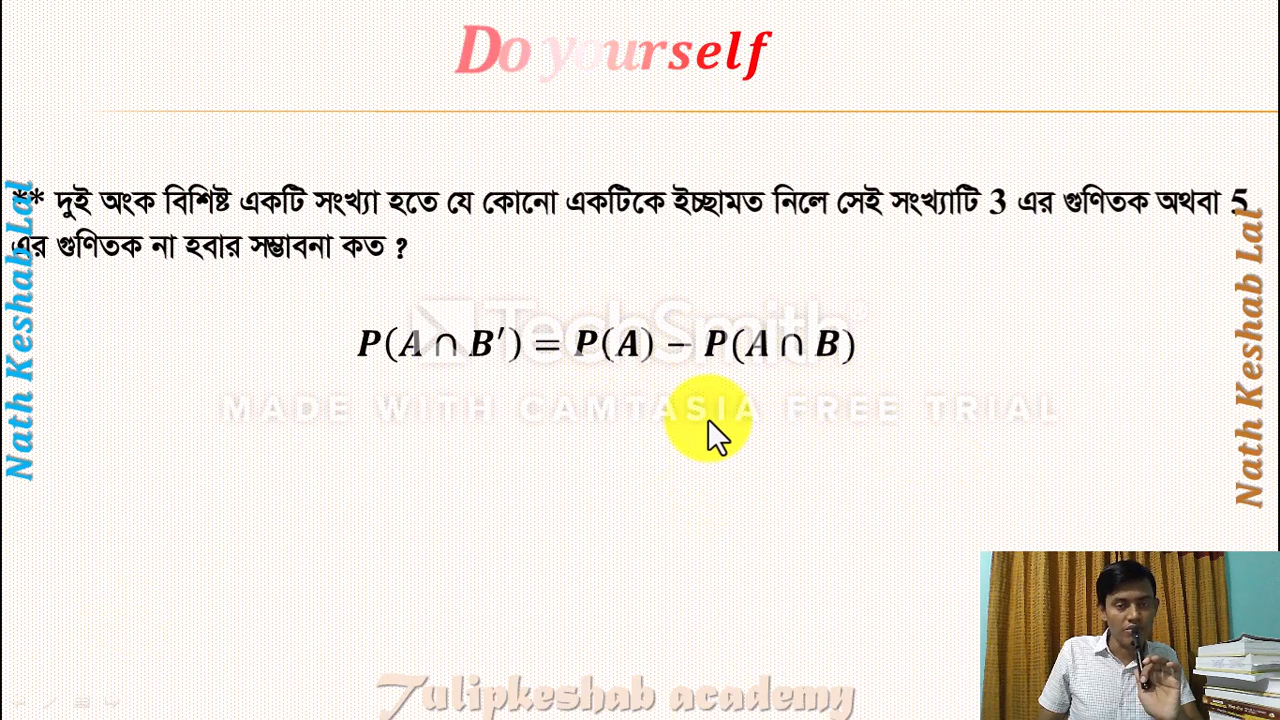 Do yourself
** দুই অংক বিশিষ্ট একটি সংখ্যা হতে যে কোনো একটিকে ইচ্ছামত নিলে সেই সংখ্যাটি 3 এর গুণিতক অথবা 5
এর গুণিতক না হবার সম্ভাবনা কত ?
P(A ∩ B′) = P(A) − P(A ∩ B)
TechSmith
MADE WITH CAMTASIA FREE TRIAL
Nath Keshab Lal
Nath Keshab Lal
Tulipkeshab academy